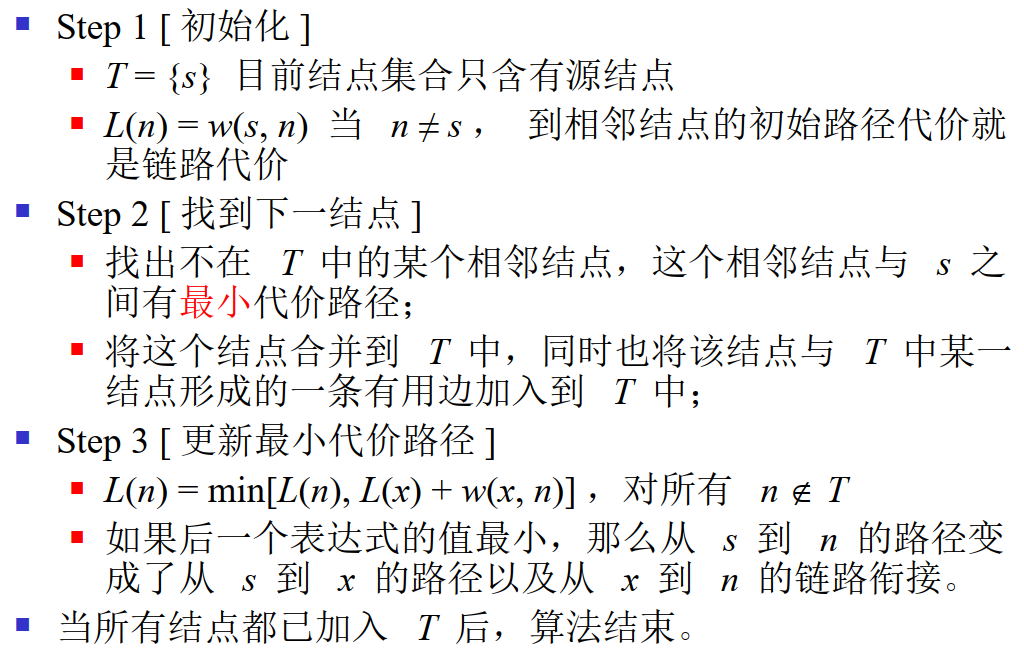 Step 1 [ 初始化 ]
T = {s} 目前结点集合只含有源结点
L(n) = w(s, n) 当 n ≠ s ， 到相邻结点的初始路径代价就
是链路代价
Step 2 [ 找到下一结点 ]
找出不在 T 中的某个相邻结点，这个相邻结点与 s 之
间有最小代价路径；
将这个结点合并到 T 中，同时也将该结点与 T 中某一
结点形成的一条有用边加入到 T 中；
Step 3 [ 更新最小代价路径 ]
L(n) = min[L(n), L(x) + w(x, n)] ，对所有 n ∉ T
如果后一个表达式的值最小，那么从 s 到 n 的路径变
成了从 s 到 x 的路径以及从 x 到 n 的链路衔接。
当所有结点都已加入 T 后，算法结束。